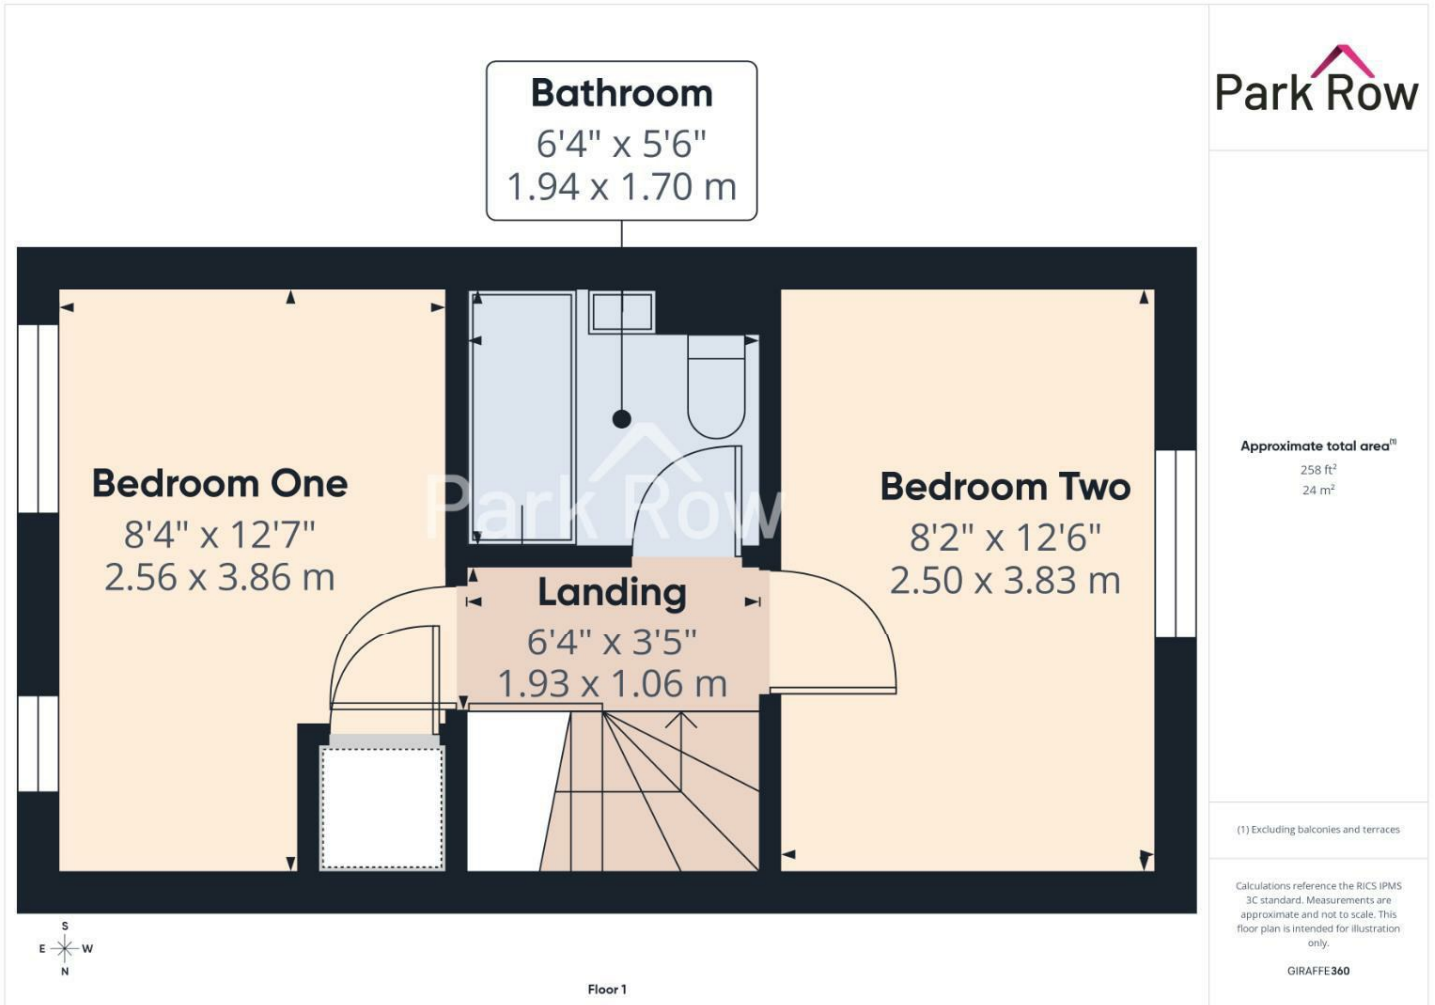 Bathroom
6'4" x 5'6"
1.94 x 1.70 m
Park Row
Bedroom One
8'4" x 12'7"
2.56 x 3.86 m
Park Row
Landing
6'4" x 3'5"
1.93 x 1.06 m
Bedroom Two
8'2" x 12'6"
2.50 x 3.83 m
Approximate total area(1)
258 ft²
24 m²
(1) Excluding balconies and terraces
Calculations reference the RICS IPMS
3C standard. Measurements are
approximate and not to scale. This
floor plan is intended for illustration
only.
GIRAFFE360
S
E W
N
Floor 1